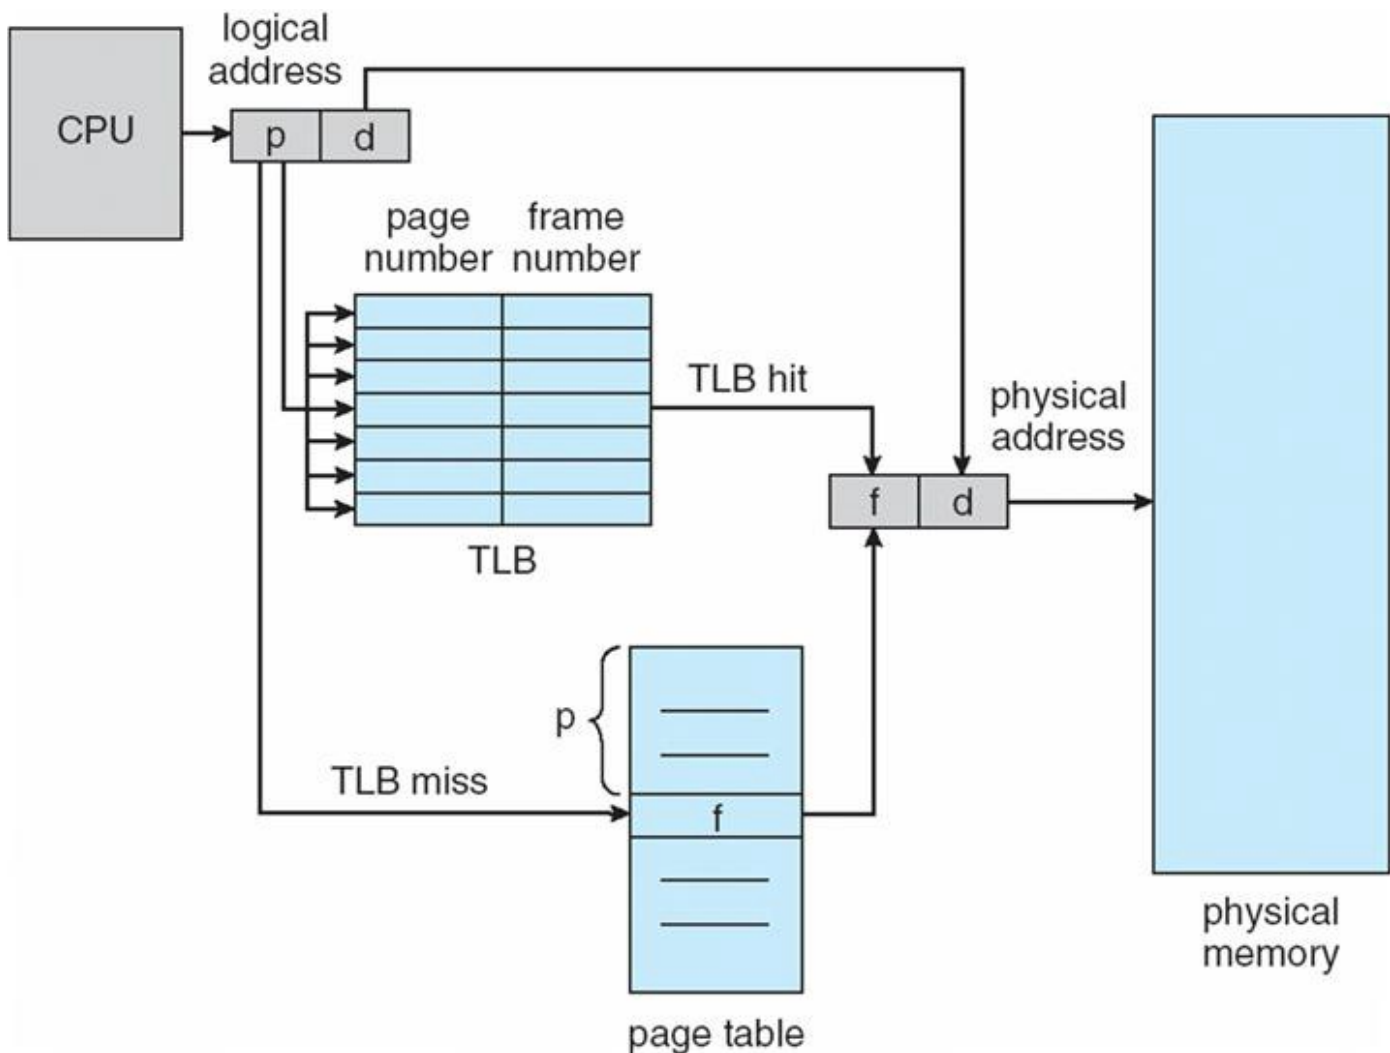 logical
address
CPU
p
d
page
number
frame
number
TLB hit
physical
address
f
d
TLB
p
TLB miss
f
physical
memory
page table